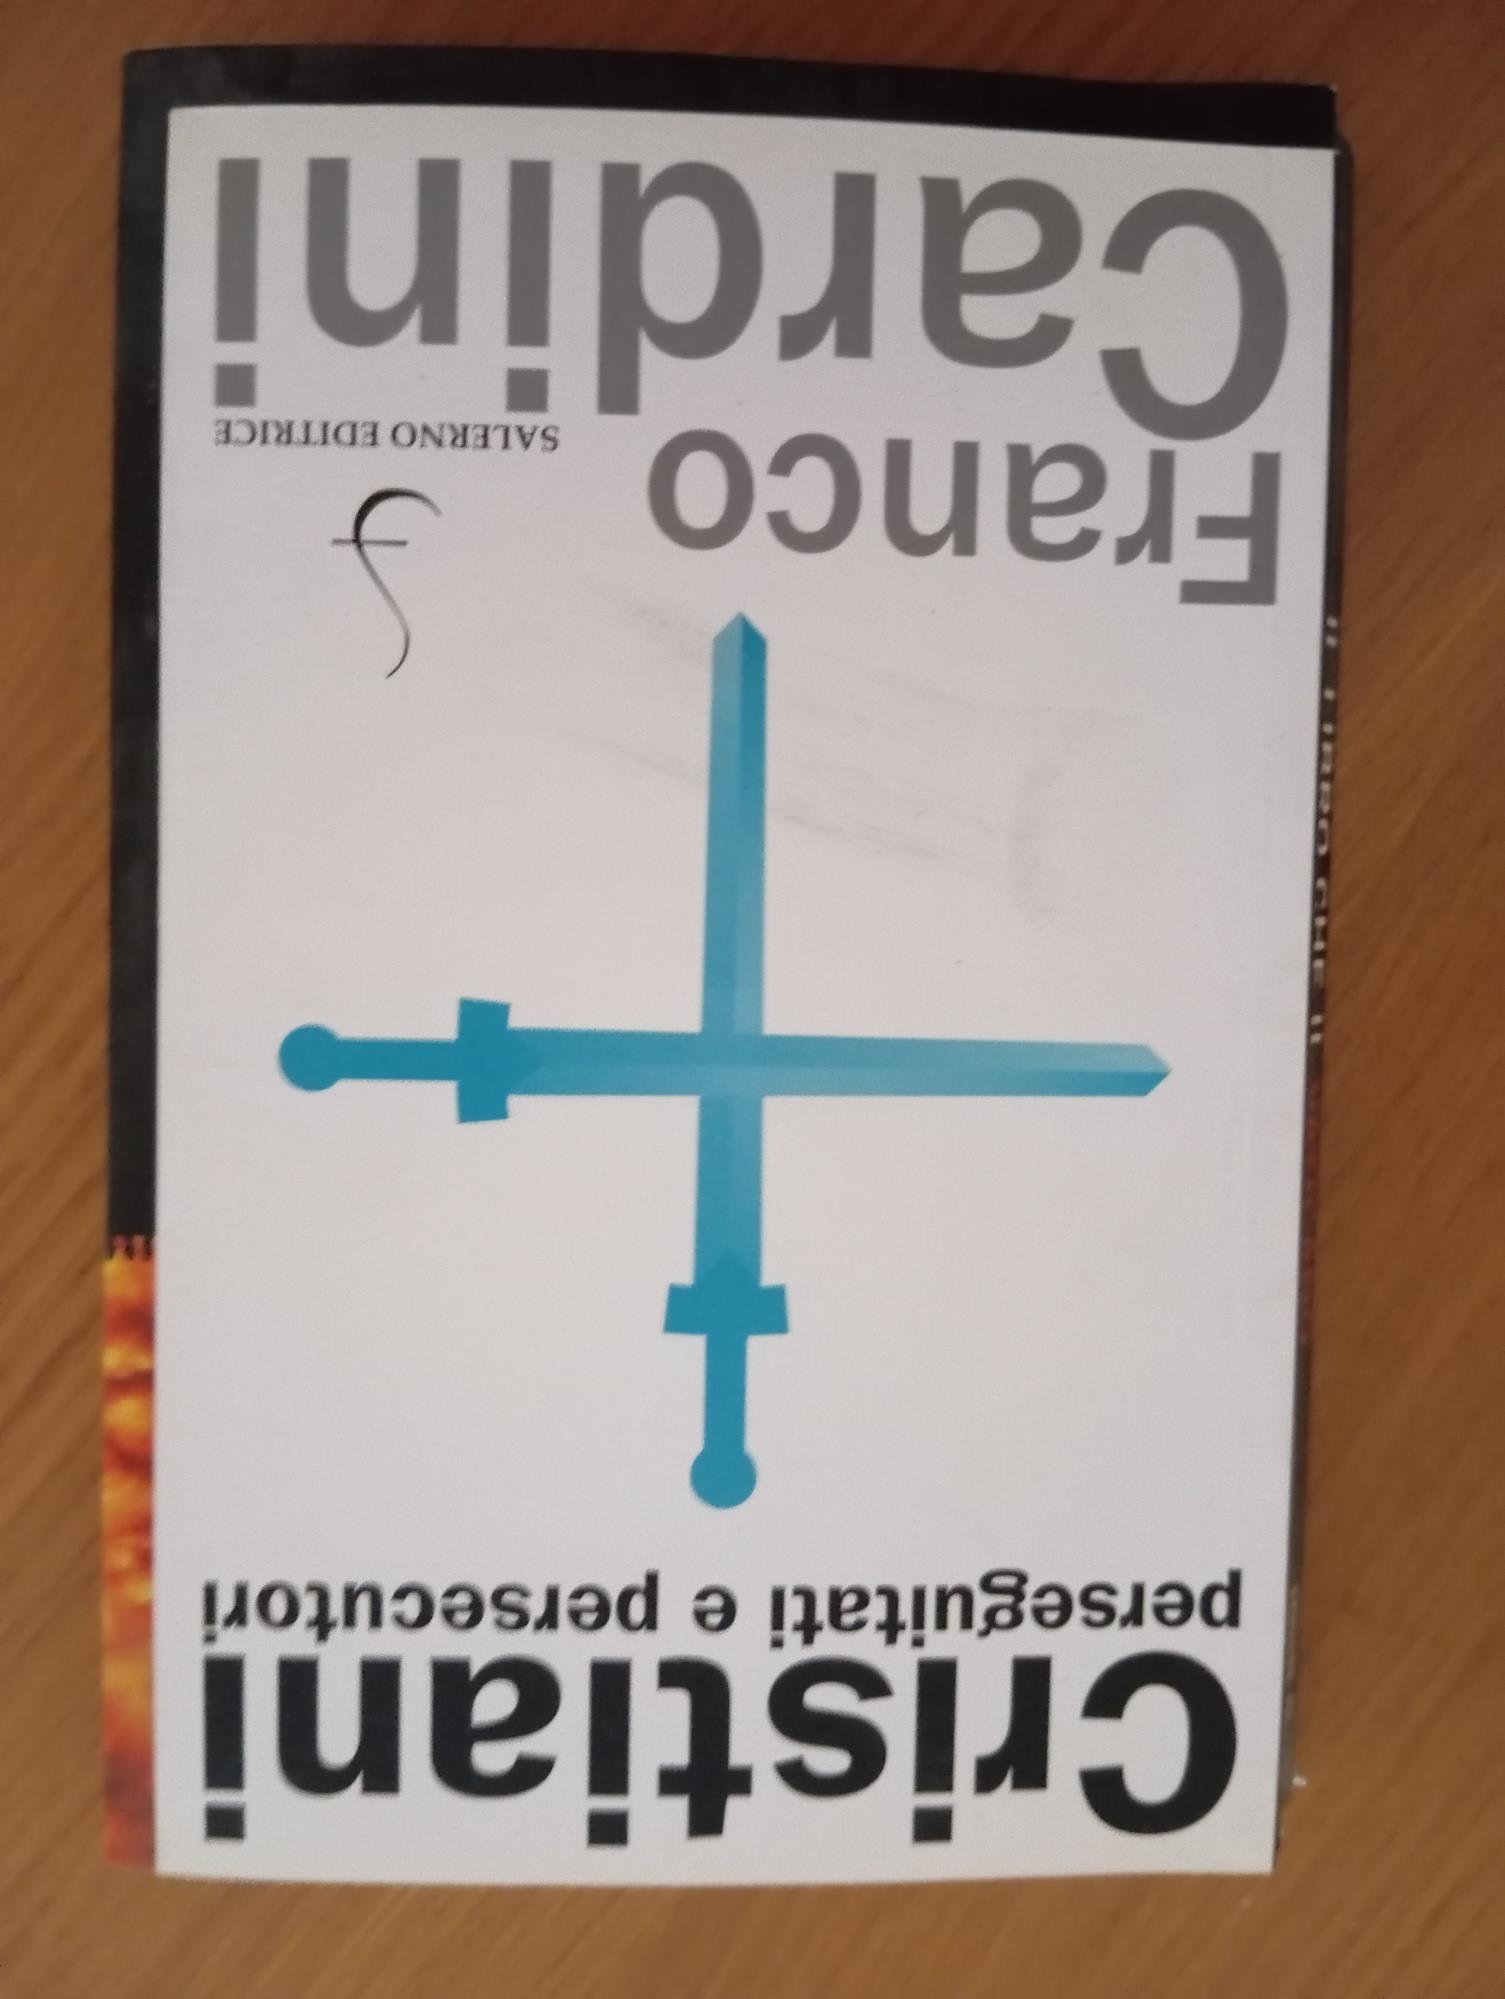 Cristiani
perseguitati e persecutori
Franco
SALERNO EDITRICE
Cardini